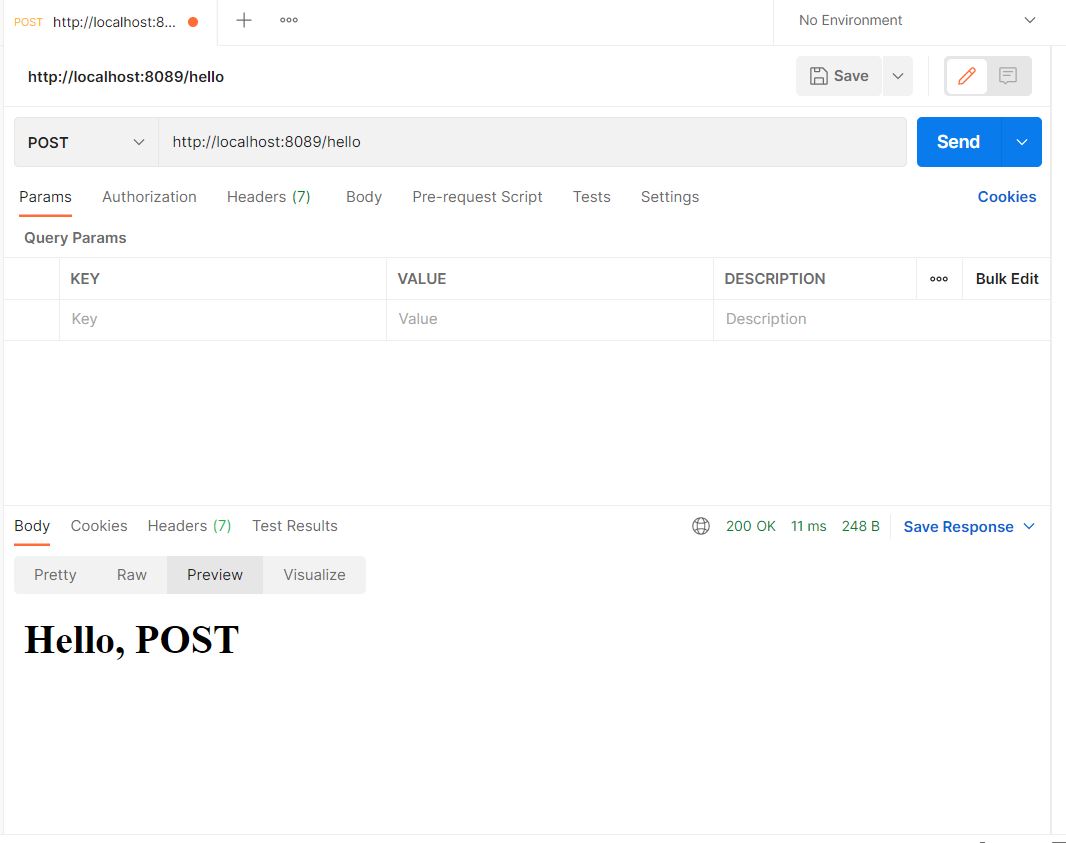 POST http://localhost:8... No Environment
http://localhost:8089/hello Save
POST http://localhost:8089/hello Send
Params Authorization Headers (7) Body Pre-request Script Tests Settings Cookies
Query Params
KEY VALUE DESCRIPTION Bulk Edit
Key Value Description
Body Cookies Headers (7) Test Results 200 OK 11 ms 248 B Save Response
Pretty Raw Preview Visualize
Hello, POST